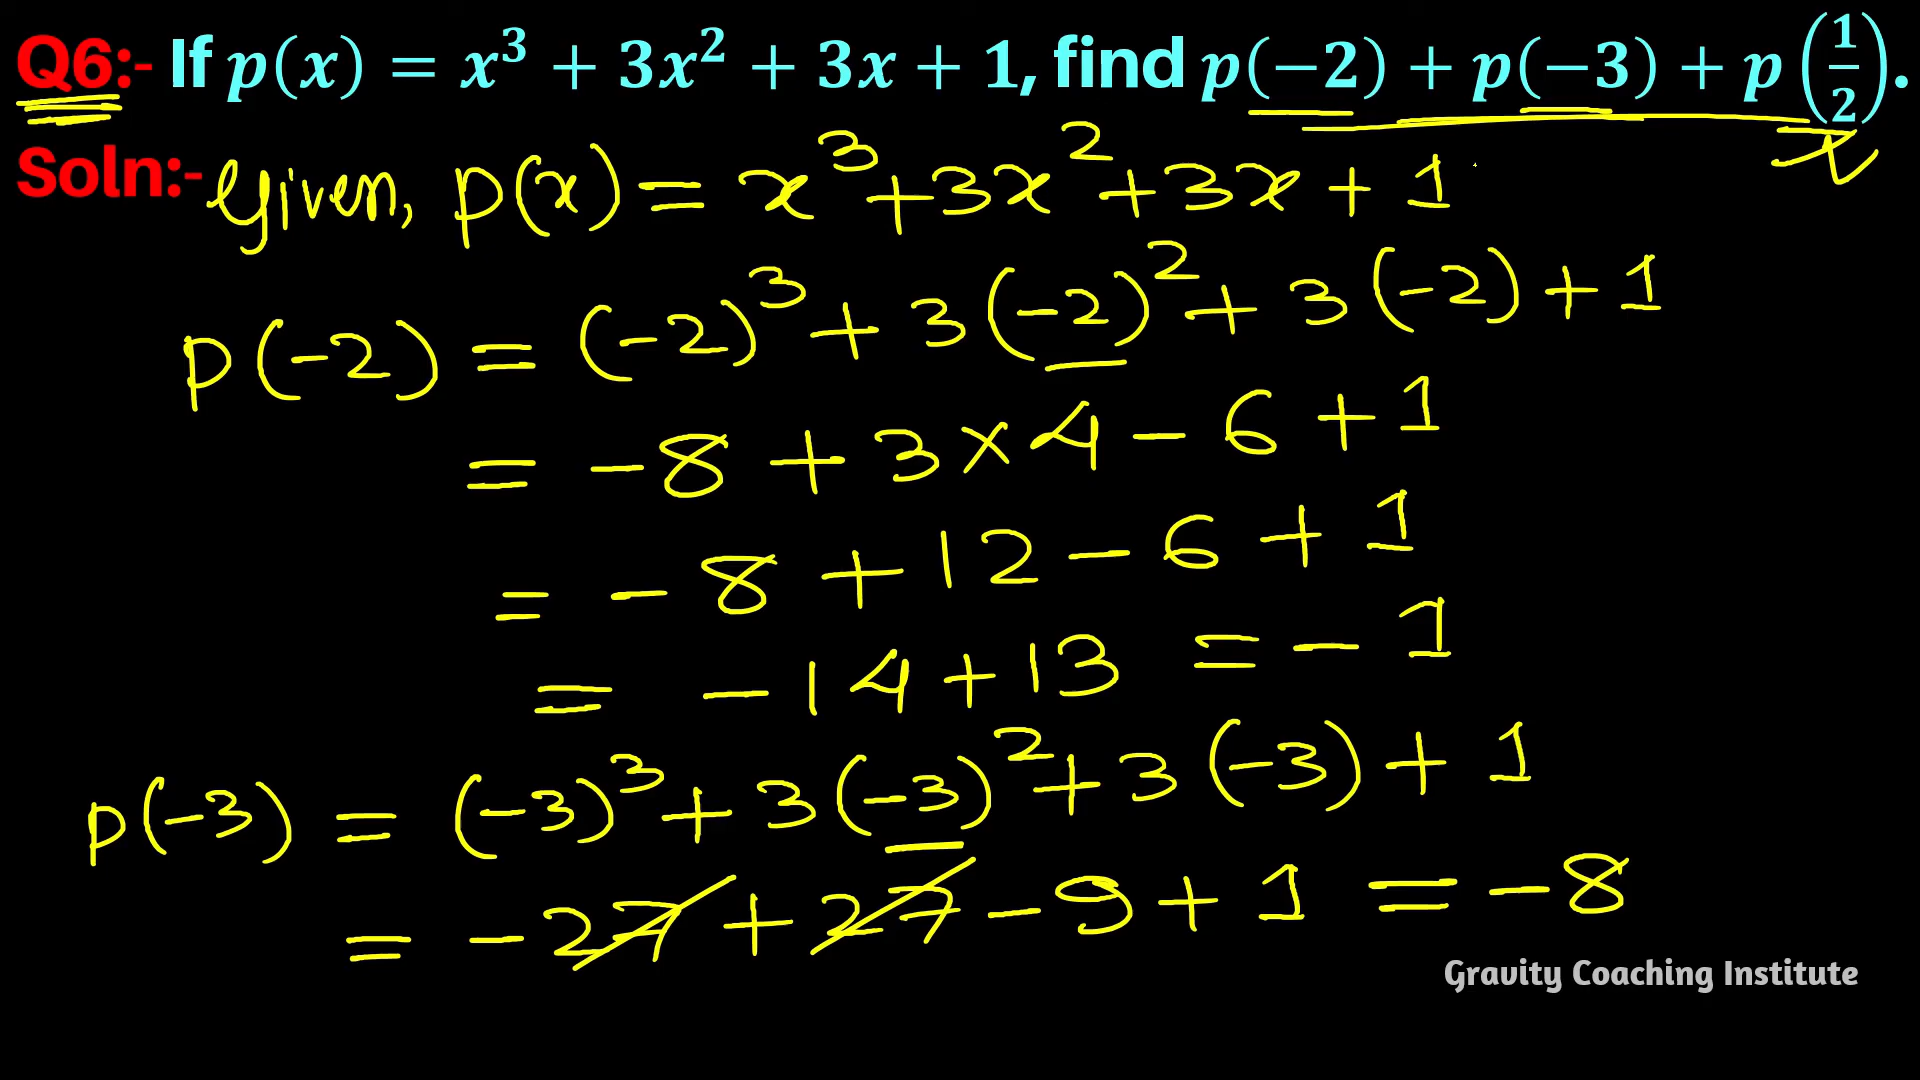 Q6:- If p(x) = x³ + 3x² + 3x + 1, find p(−2) + p(−3) + p(1/2).
Soln:- Given, p(x) = x³ + 3x² + 3x + 1
p(−2) = (−2)³ + 3(−2)² + 3(−2) + 1
= −8 + 3×4 − 6 + 1
= −8 + 12 − 6 + 1
= −14 + 13 = −1
p(−3) = (−3)³ + 3(−3)² + 3(−3) + 1
= −27 + 27 − 9 + 1 = −8
Gravity Coaching Institute